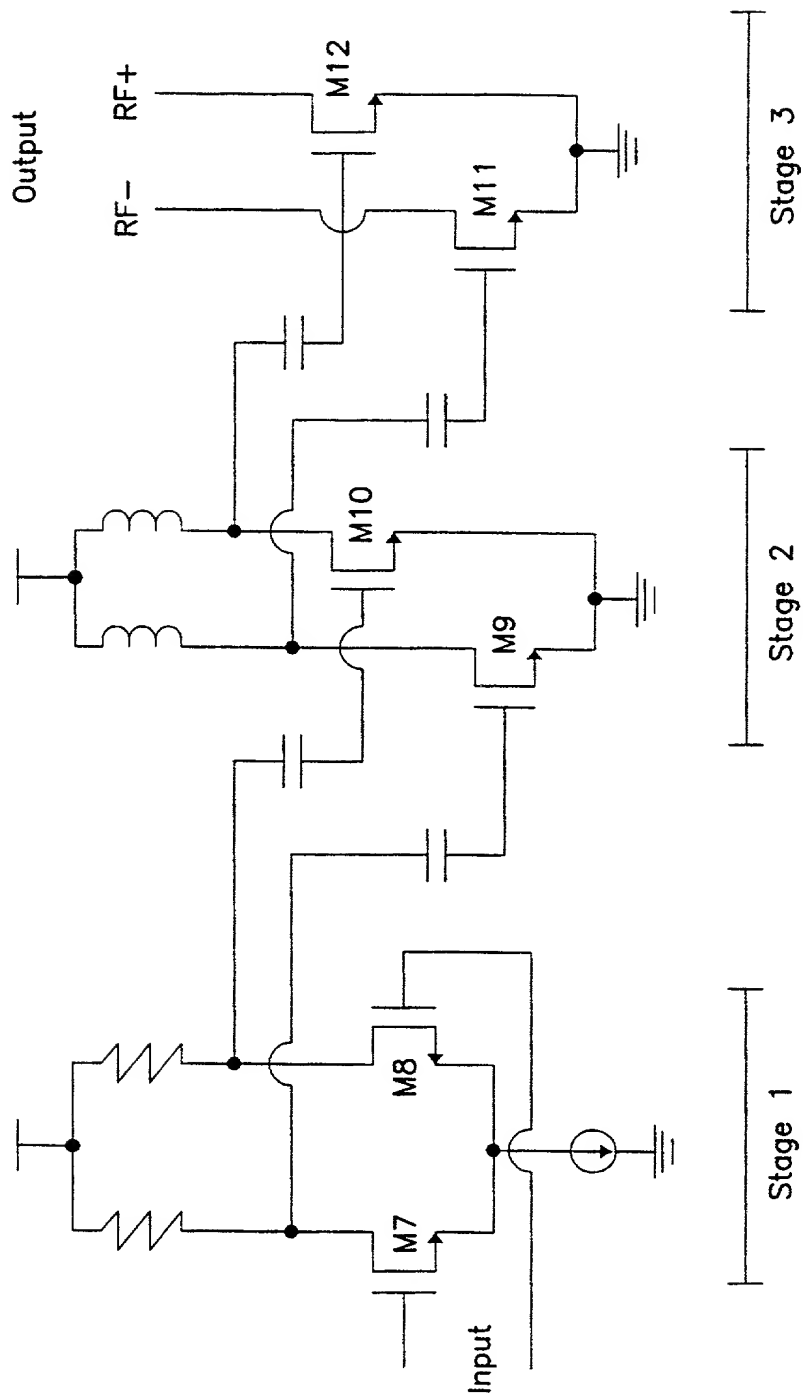 Output
RF-
RF+
M12
M11
M10
M9
M8
M7
Input
Stage 1
Stage 2
Stage 3